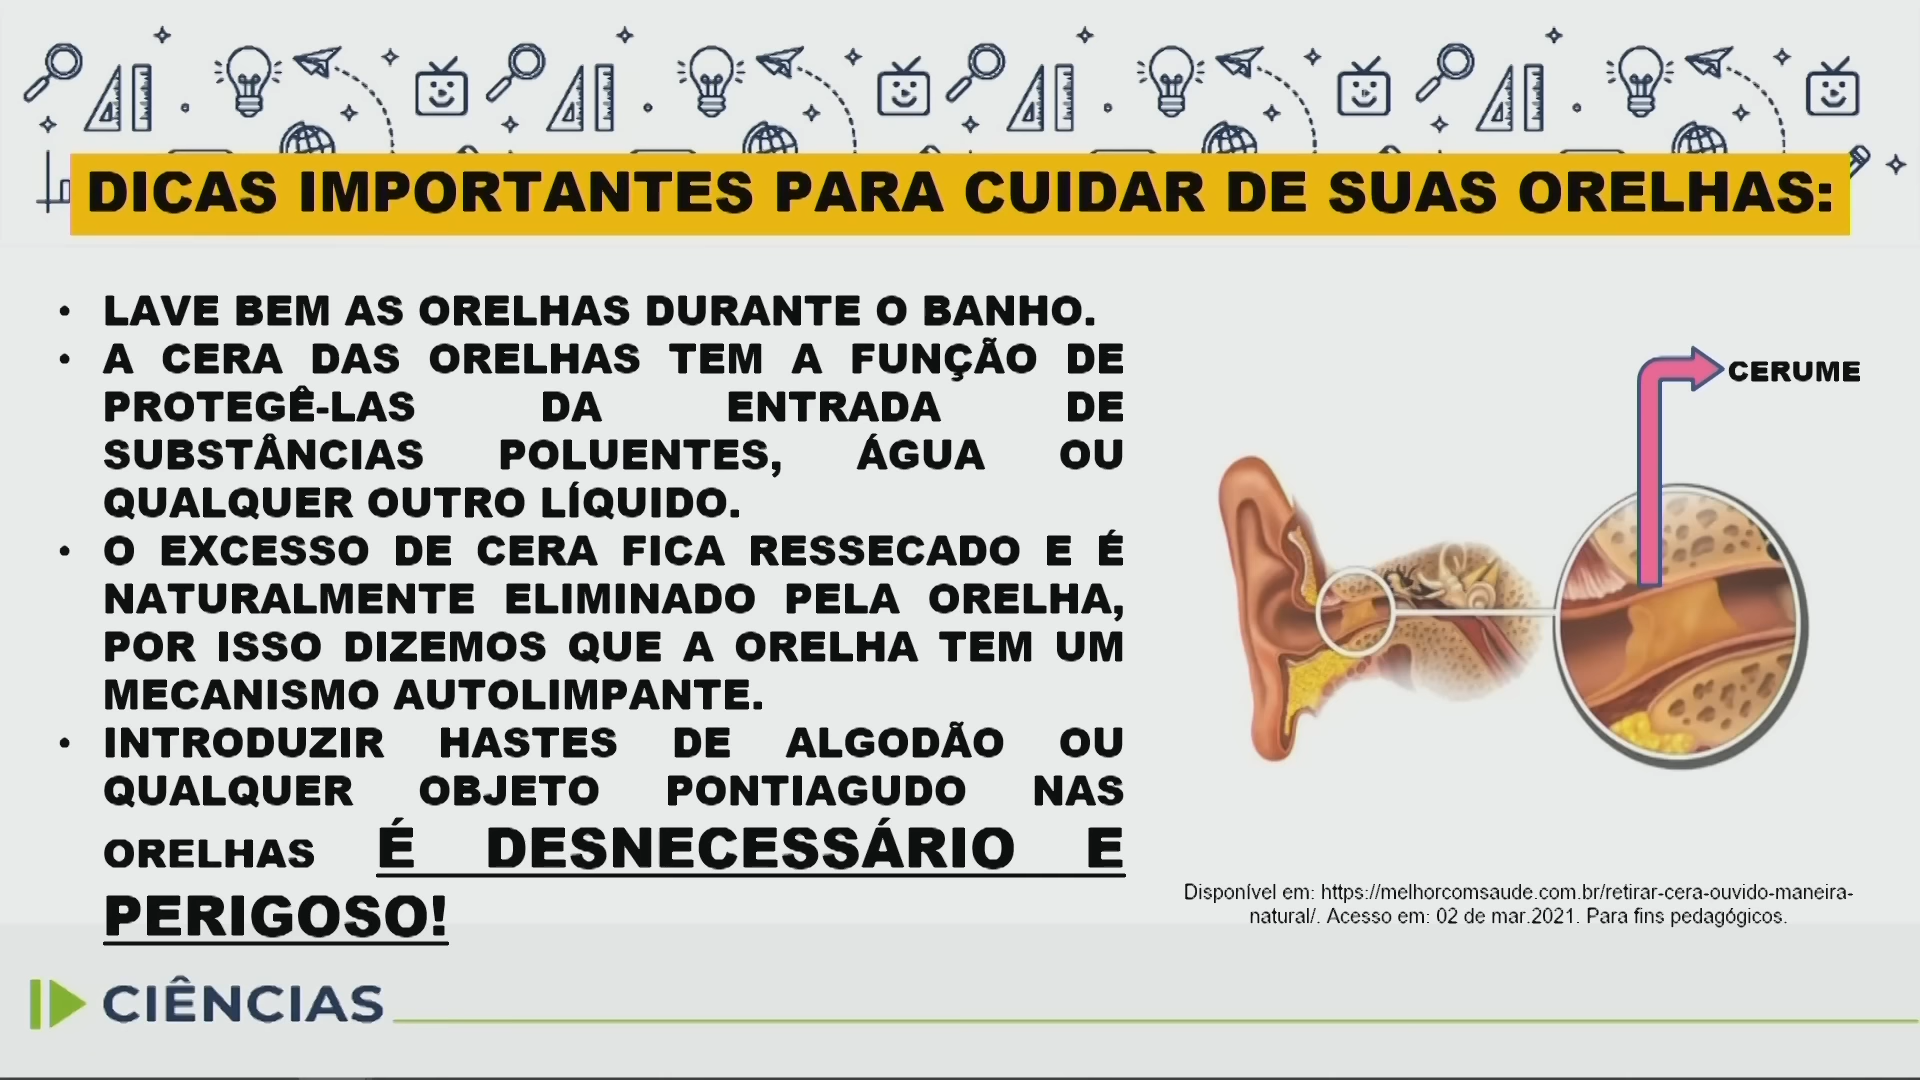 DICAS IMPORTANTES PARA CUIDAR DE SUAS ORELHAS:
• LAVE BEM AS ORELHAS DURANTE O BANHO.
• A CERA DAS ORELHAS TEM A FUNÇÃO DE
PROTEGÊ-LAS DA ENTRADA DE
SUBSTÂNCIAS POLUENTES, ÁGUA OU
QUALQUER OUTRO LÍQUIDO.
• O EXCESSO DE CERA FICA RESSECADO E É
NATURALMENTE ELIMINADO PELA ORELHA,
POR ISSO DIZEMOS QUE A ORELHA TEM UM
MECANISMO AUTOLIMPANTE.
• INTRODUZIR HASTES DE ALGODÃO OU
QUALQUER OBJETO PONTIAGUDO NAS
ORELHAS É DESNECESSÁRIO E
PERIGOSO!
CERUME
Disponível em: https://melhorcomsaude.com.br/retirar-cera-ouvido-maneira-
natural/. Acesso em: 02 de mar.2021. Para fins pedagógicos.
CIÊNCIAS